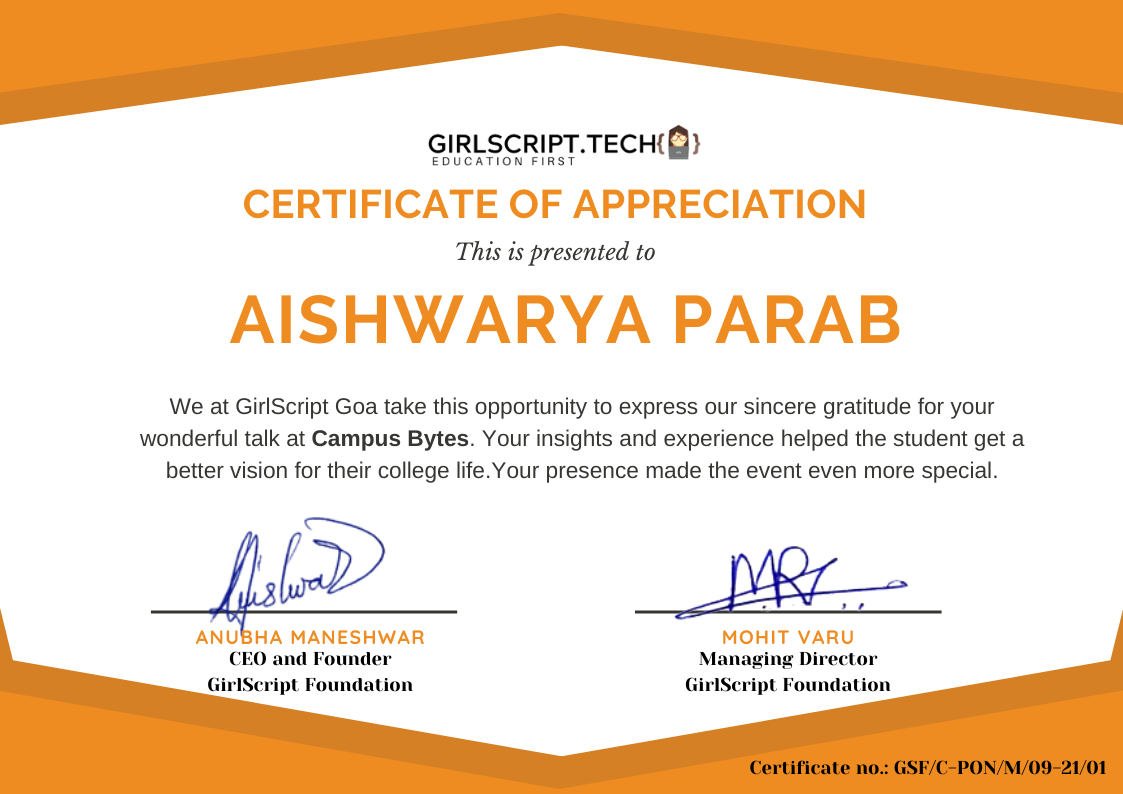 GIRLSCRIPT.TECH{ }
EDUCATION FIRST
CERTIFICATE OF APPRECIATION
This is presented to
AISHWARYA PARAB
We at GirlScript Goa take this opportunity to express our sincere gratitude for your
wonderful talk at Campus Bytes. Your insights and experience helped the student get a
better vision for their college life.Your presence made the event even more special.
ANUBHA MANESHWAR
CEO and Founder
GirlScript Foundation
MOHIT VARU
Managing Director
GirlScript Foundation
Certificate no.: GSF/C-PON/M/09-21/01